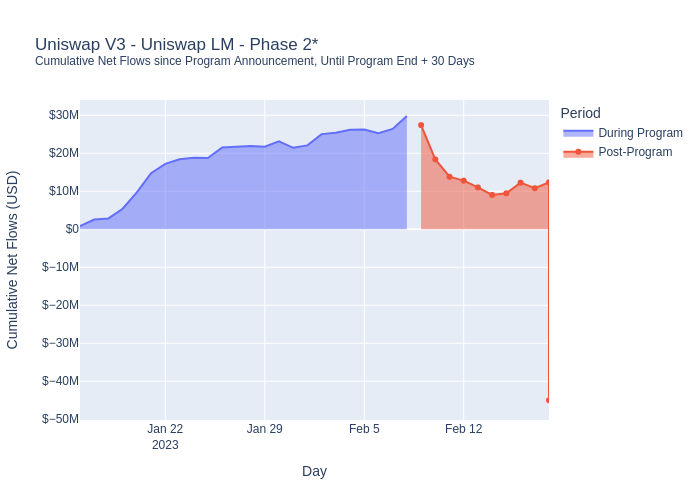 Uniswap V3 - Uniswap LM - Phase 2*
Cumulative Net Flows since Program Announcement, Until Program End + 30 Days
Period
During Program
Post-Program
Cumulative Net Flows (USD)
$30M
$20M
$10M
$0
$−10M
$−20M
$−30M
$−40M
$−50M
Jan 22
2023
Jan 29
Feb 5
Feb 12
Day